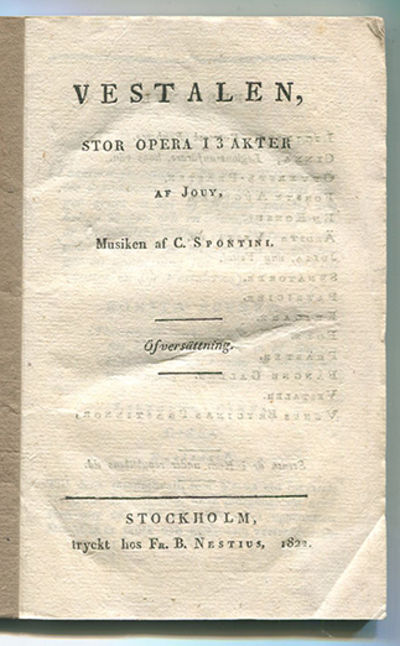 VESTALEN,
STOR OPERA I 3 AKTER
AF JOUY,
Musiken af C. SPONTINI.
Öfversättning.
STOCKHOLM,
tryckt hos FR. B. NESTIUS, 1822.